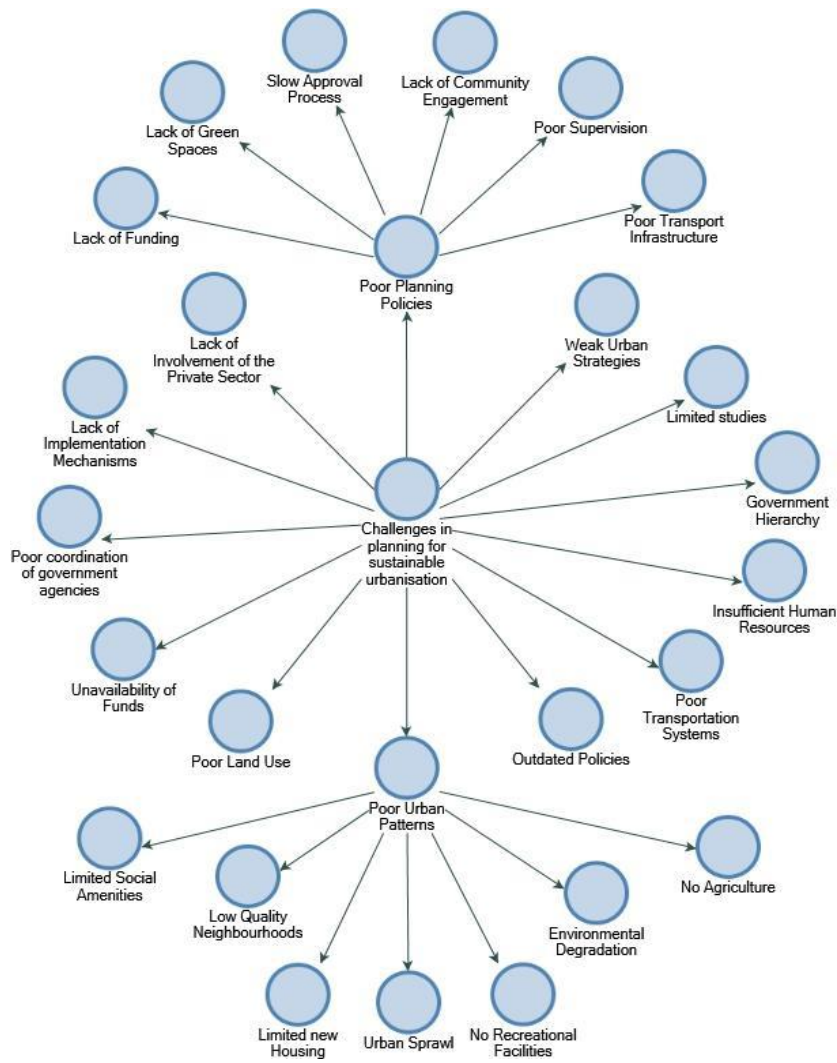 Slow Approval
Process
Lack of Community
Engagement
Lack of Green
Spaces
Poor Supervision
Lack of Funding
Poor Transport
Infrastructure
Poor Planning
Policies
Lack of
Involvement of the
Private Sector
Weak Urban
Strategies
Lack of
Implementation
Mechanisms
Limited studies
Government
Hierarchy
Challenges in
planning for
sustainable
urbanisation
Poor coordination
of government
agencies
Insufficient Human
Resources
Unavailability of
Funds
Poor
Transportation
Systems
Poor Land Use
Outdated Policies
Poor Urban
Patterns
Limited Social
Amenities
No Agriculture
Low Quality
Neighbourhoods
Environmental
Degradation
Limited new
Housing
Urban Sprawl
No Recreational
Facilities